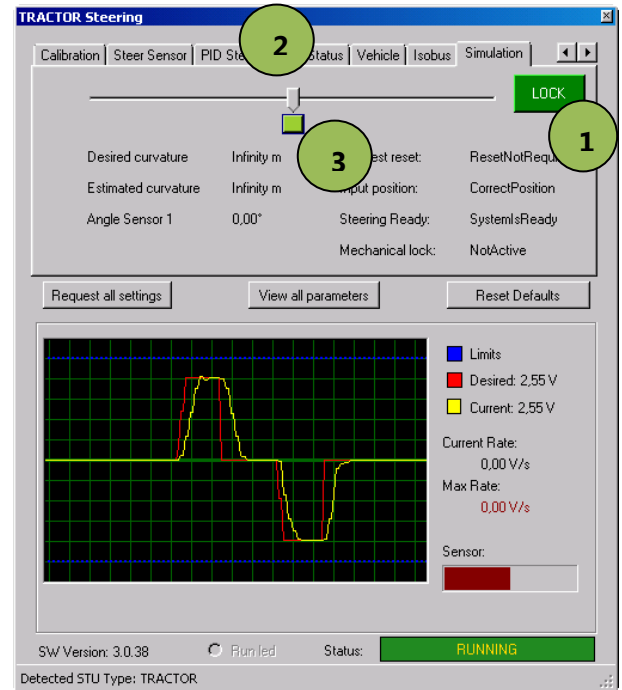 TRACTOR Steering
Calibration Steer Sensor PID Status Vehicle Isobus Simulation
2
LOCK
1
3
Desired curvature Infinity m reset: ResetNotRequ
Estimated curvature Infinity m position: CorrectPosition
Angle Sensor 1 0,00° Steering Ready: SystemIsReady
Mechanical lock: NotActive
Request all settings View all parameters Reset Defaults
Limits
Desired: 2,55 V
Current: 2,55 V
Current Rate:
0,00 V/s
Max Rate:
0,00 V/s
Sensor:
SW Version: 3.0.38 Run led Status: RUNNING
Detected STU Type: TRACTOR